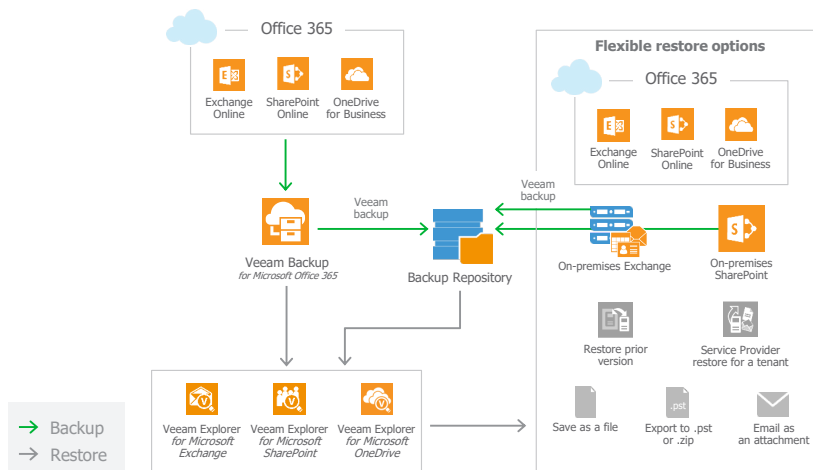 Office 365
Exchange
Online
SharePoint
Online
OneDrive
for Business
Veeam Backup
for Microsoft Office 365
Veeam
backup
Backup Repository
Veeam
backup
Veeam Explorer
for Microsoft
Exchange
Veeam Explorer
for Microsoft
SharePoint
Veeam Explorer
for Microsoft
OneDrive
Backup
Restore
Flexible restore options
Office 365
Exchange
Online
SharePoint
Online
OneDrive
for Business
On-premises Exchange
On-premises
SharePoint
Restore prior
version
Service Provider
restore for a tenant
Save as a file
.pst
Export to .pst
or .zip
Email as
an attachment